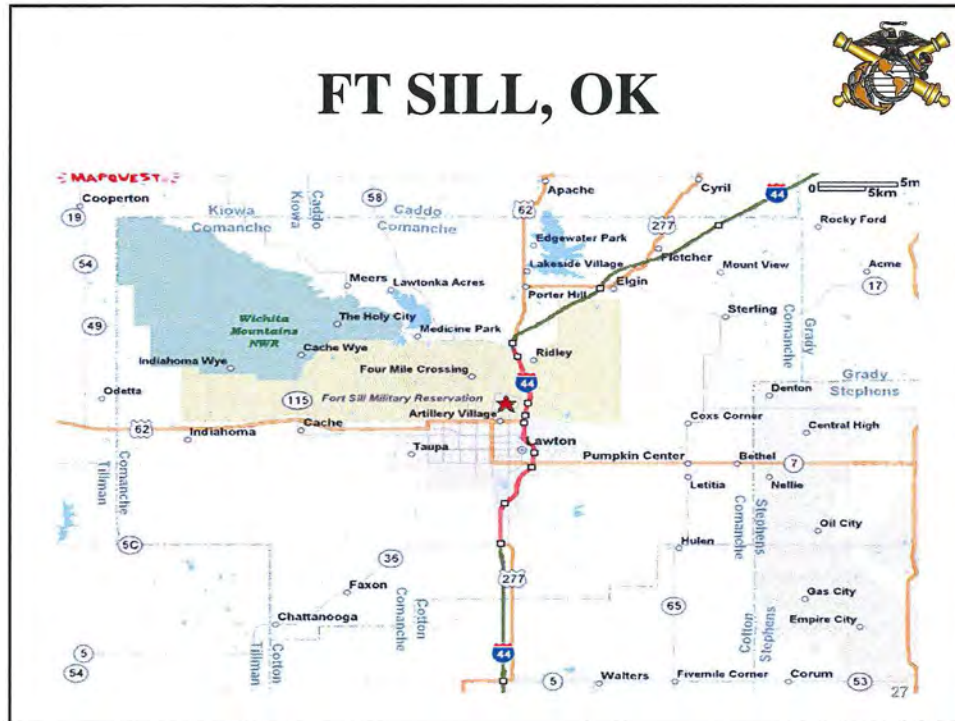 FT SILL, OK
MAPQUEST
Cooperton
19
Kiowa
Comanche
Kiowa
Caddo
58
Caddo
Comanche
Apache
62
Cyril
277
44
0 5m
5km
Rocky Ford
Edgewater Park
Lakeside Village
Fletcher
54
Meers
Lawtonka Acres
Porter Hill
Elgin
Mount View
Acme
17
49
Wichita
Mountains
NWR
The Holy City
Medicine Park
Sterling
Comanche
Grady
Indiahoma Wye
Cache Wye
Ridley
Four Mile Crossing
44
Grady
Stephens
Odetta
115
Fort Sill Military Reservation
Denton
Artillery Village
Coxs Corner
62
Indiahoma
Cache
Central High
Taupa
Lawton
Pumpkin Center
Bethel
7
Comanche
Tillman
Letitia
Nellie
Comanche
Stephens
Oil City
5C
36
Hulen
277
Faxon
Comanche
Cotton
65
Gas City
Chattanooga
Empire City
Cotton
Stephens
Tillman
Cotton
5
54
44
5
Walters
Fivemile Corner
Corum
53
27